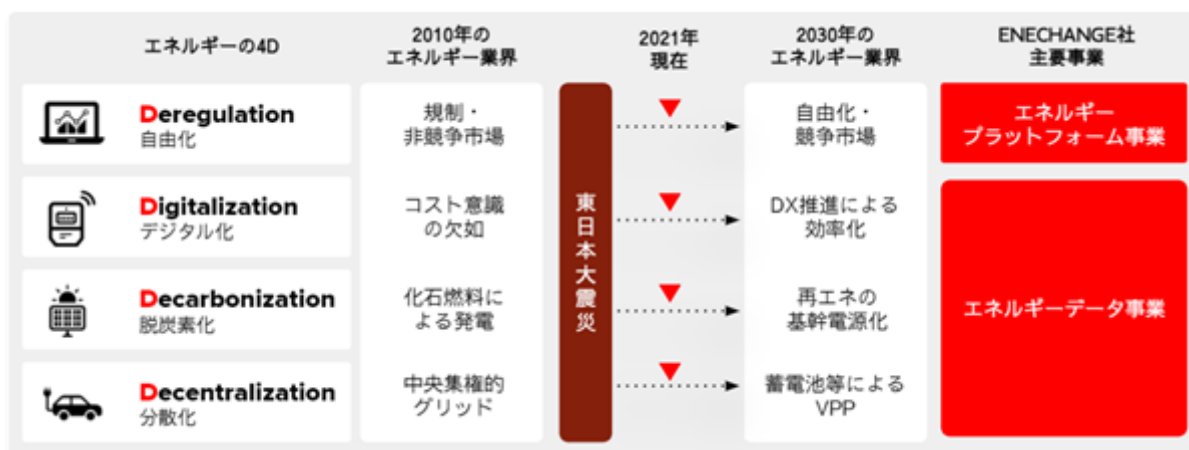 エネルギーの4D
2010年の
エネルギー業界
2021年
現在
2030年の
エネルギー業界
ENECHANGE社
主要事業
Deregulation
自由化
規制・
非競争市場
自由化・
競争市場
エネルギー
プラットフォーム事業
東日本大震災
Digitalization
デジタル化
コスト意識
の欠如
DX推進による
効率化
Decarbonization
脱炭素化
化石燃料に
よる発電
再エネの
基幹電源化
エネルギーデータ事業
Decentralization
分散化
中央集権的
グリッド
蓄電池等による
VPP